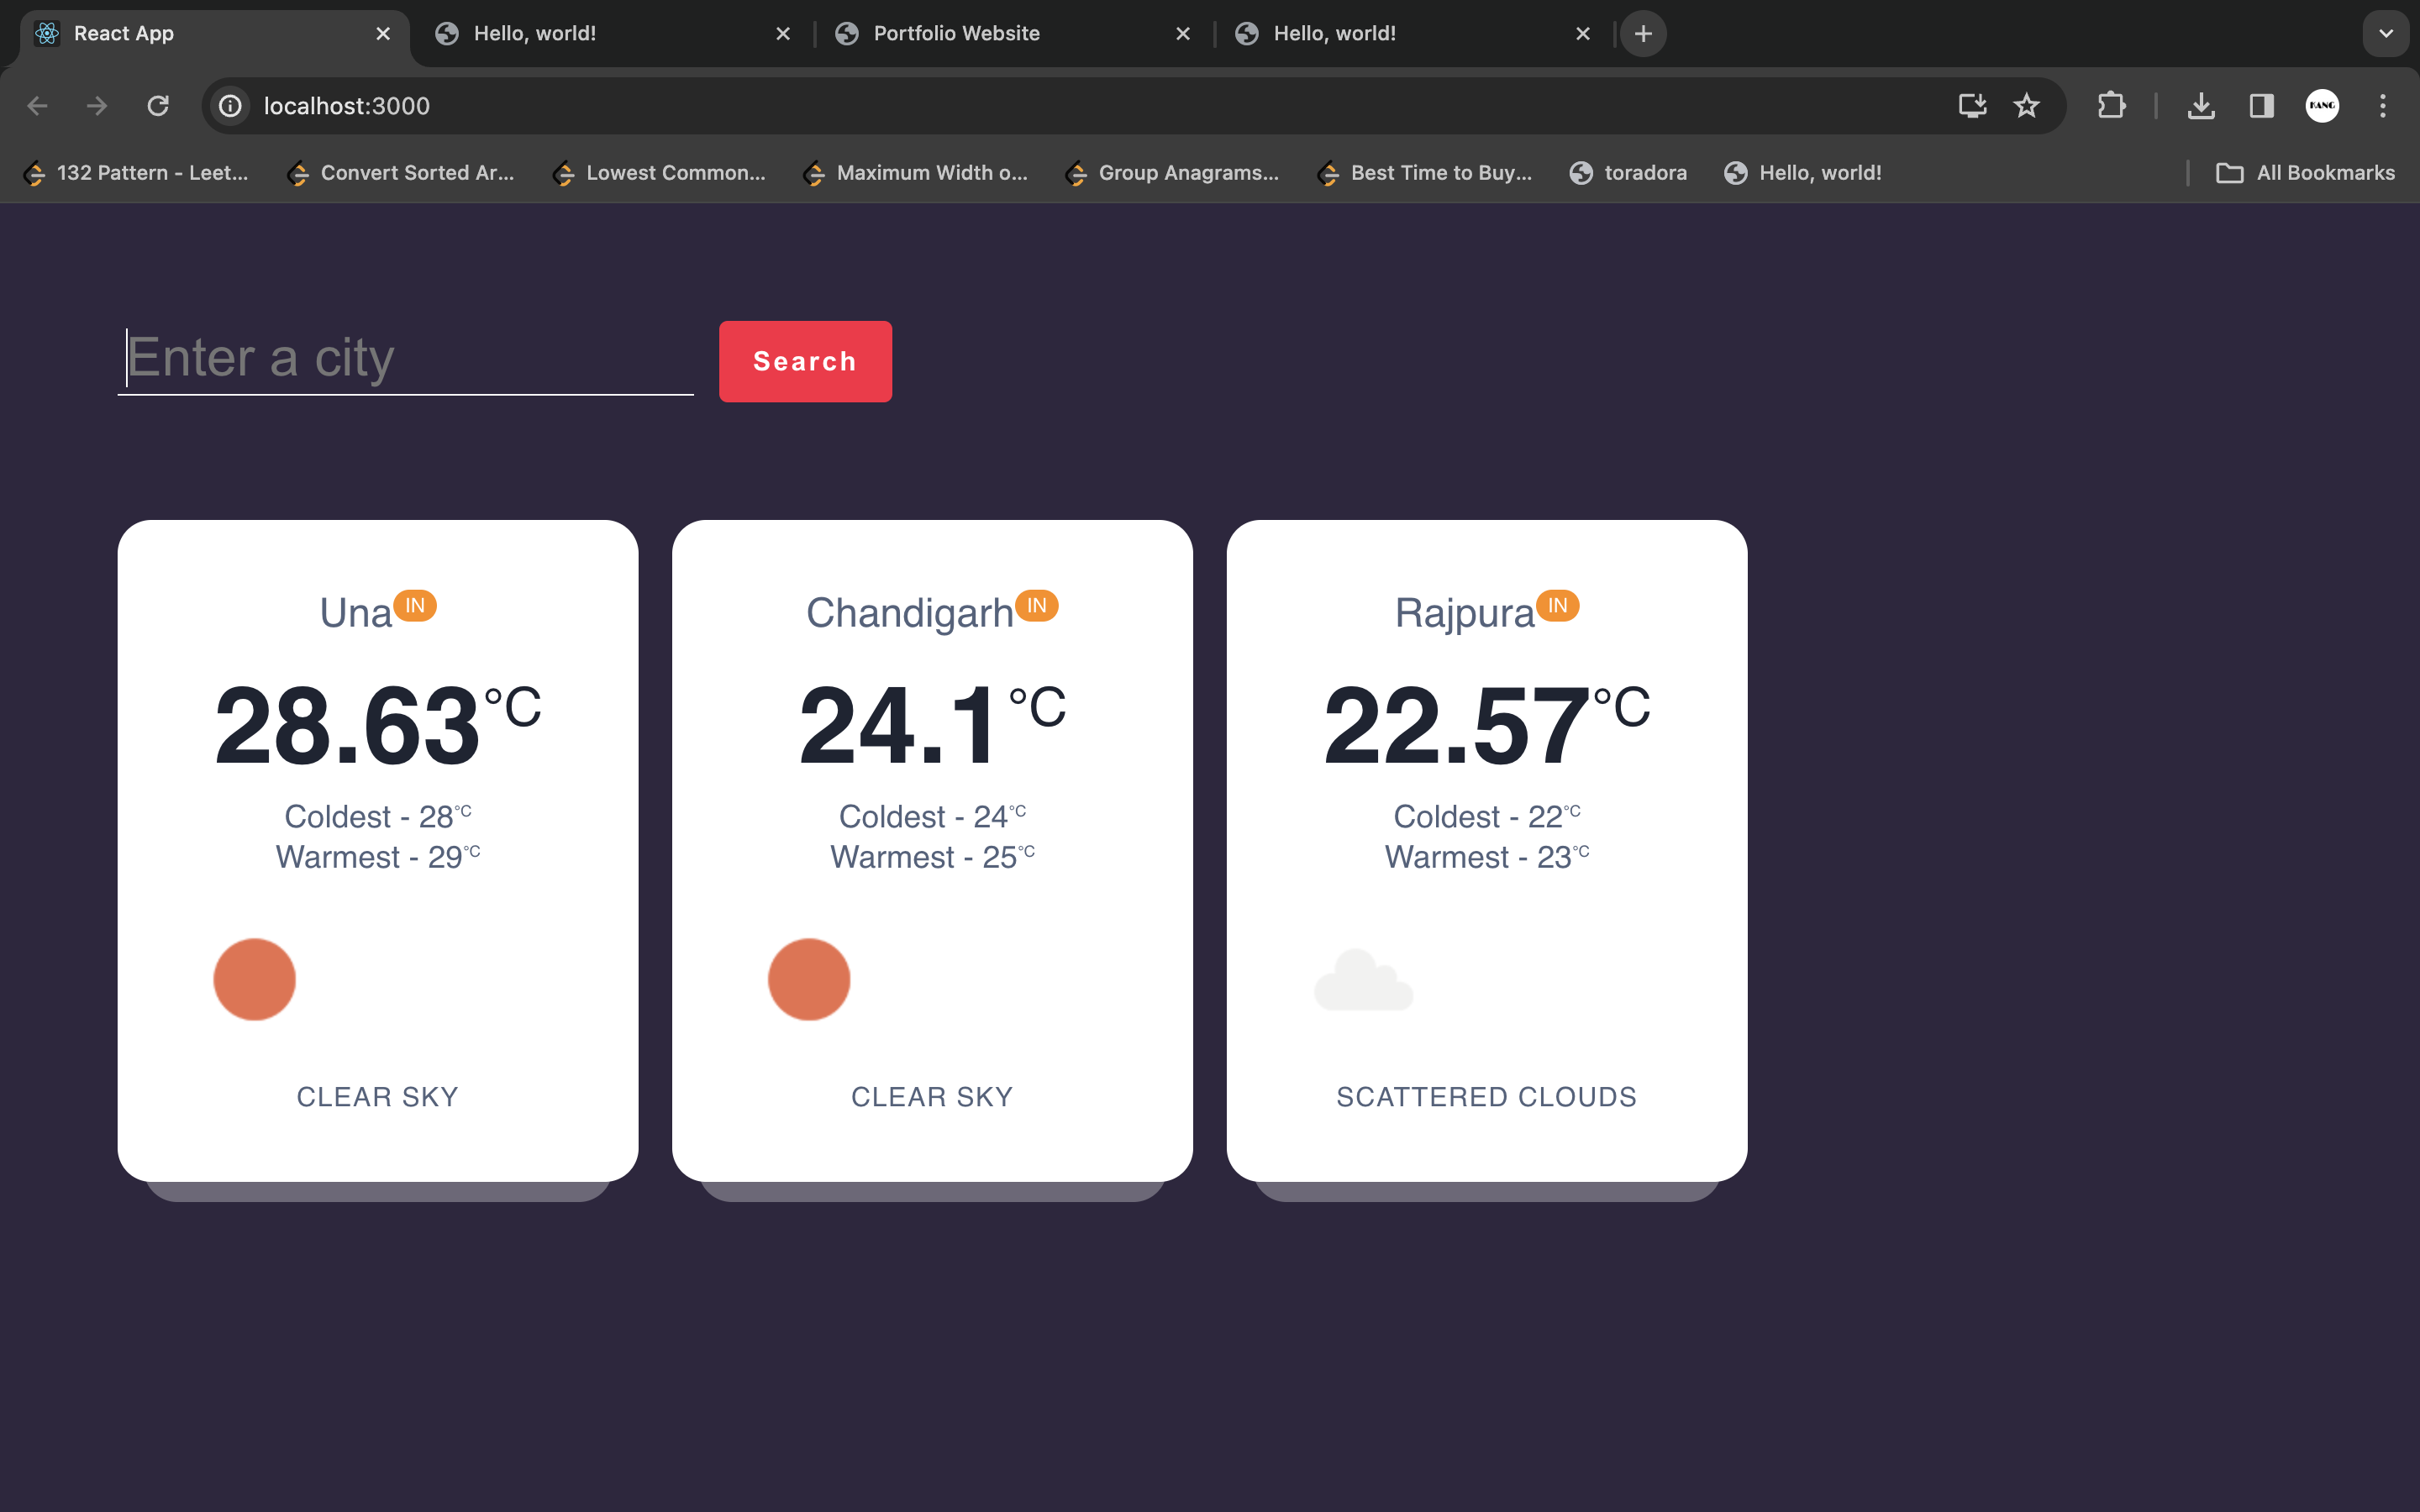 React App
Hello, world!
Portfolio Website
Hello, world!
localhost:3000
KANG
132 Pattern - Leet...
Convert Sorted Ar...
Lowest Common...
Maximum Width o...
Group Anagrams...
Best Time to Buy...
toradora
Hello, world!
All Bookmarks
Enter a city
Search
Una IN
28.63°C
Coldest - 28°C
Warmest - 29°C
CLEAR SKY
Chandigarh IN
24.1°C
Coldest - 24°C
Warmest - 25°C
CLEAR SKY
Rajpura IN
22.57°C
Coldest - 22°C
Warmest - 23°C
SCATTERED CLOUDS